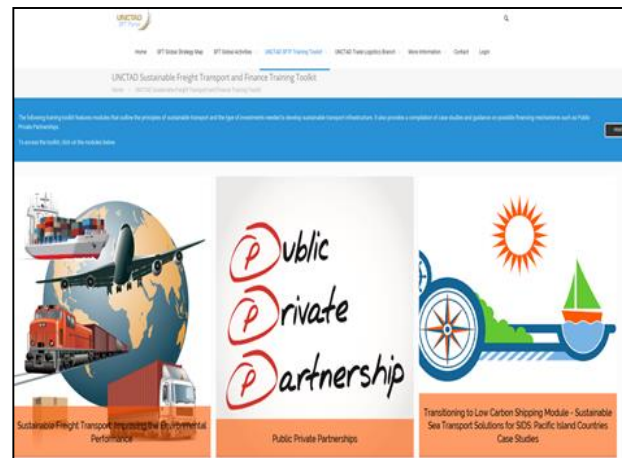 UNCTAD
SFT Portal
Home SFT Global Strategy Map SFT Global Activities UNCTAD SFTF Training Toolkit UNCTAD Trade Logistics Branch More Information Contact Login
UNCTAD Sustainable Freight Transport and Finance Training Toolkit
Home UNCTAD Sustainable Freight Transport and Finance Training Toolkit
The following training toolkit features modules that outline the principles of sustainable transport and the type of investments needed to develop sustainable transport infrastructure. It also provides a compilation of case studies and guidance on possible financing mechanisms such as Public
Private Partnerships.
To access the toolkit, click on the modules below
Public
Private
Partnership
Sustainable Freight Transport: Improving the Environmental
Performance
Public Private Partnerships
Transitioning to Low Carbon Shipping Module - Sustainable
Sea Transport Solutions for SIDS: Pacific Island Countries
Case Studies